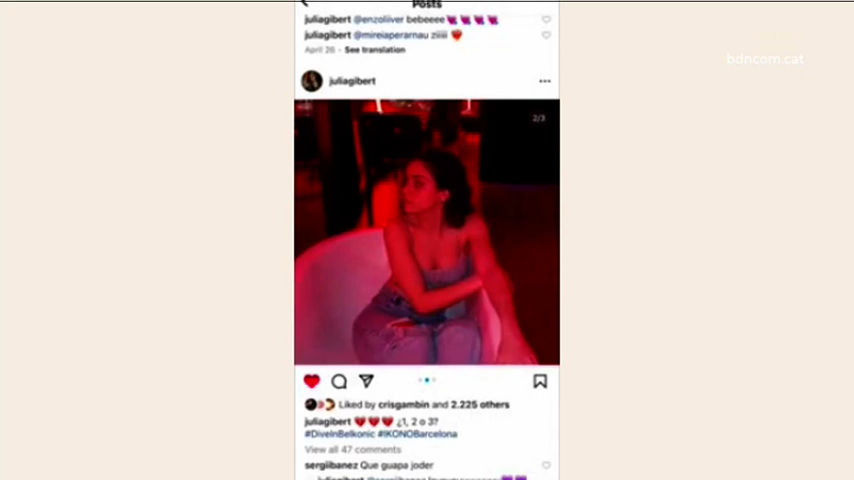 Posts
juliagibert @enzoliiver bebeeee
juliagibert @mireiaperarnau ziiiii
April 26 · See translation
bdncom.cat
juliagibert
2/3
Liked by crisgambin and 2.225 others
juliagibert 💔💔💔 ¿1, 2 o 3?
#DiveInBelkonic #IKONOBarcelona
View all 47 comments
sergiibanez Que guapa joder